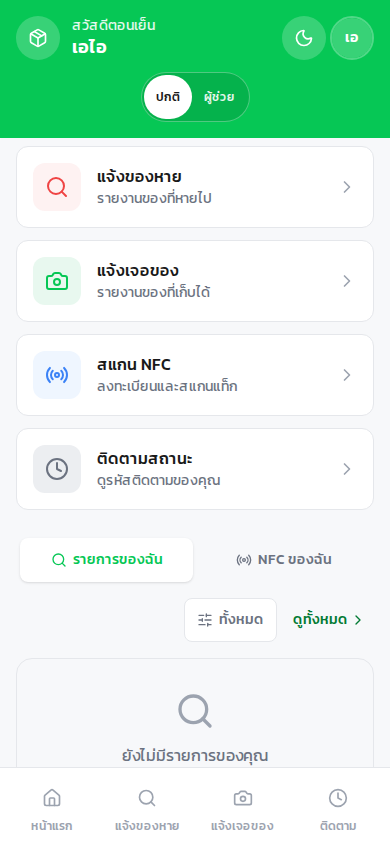 สวัสดีตอนเย็น
เอไอ
เอ
ปกติ
ผู้ช่วย
แจ้งของหาย
รายงานของที่หายไป
แจ้งเจอของ
รายงานของที่เก็บได้
สแกน NFC
ลงทะเบียนและสแกนแท็ก
ติดตามสถานะ
ดูรหัสติดตามของคุณ
รายการของฉัน
NFC ของฉัน
ทั้งหมด
ดูทั้งหมด
ยังไม่มีรายการของคุณ
หน้าแรก
แจ้งของหาย
แจ้งเจอของ
ติดตาม